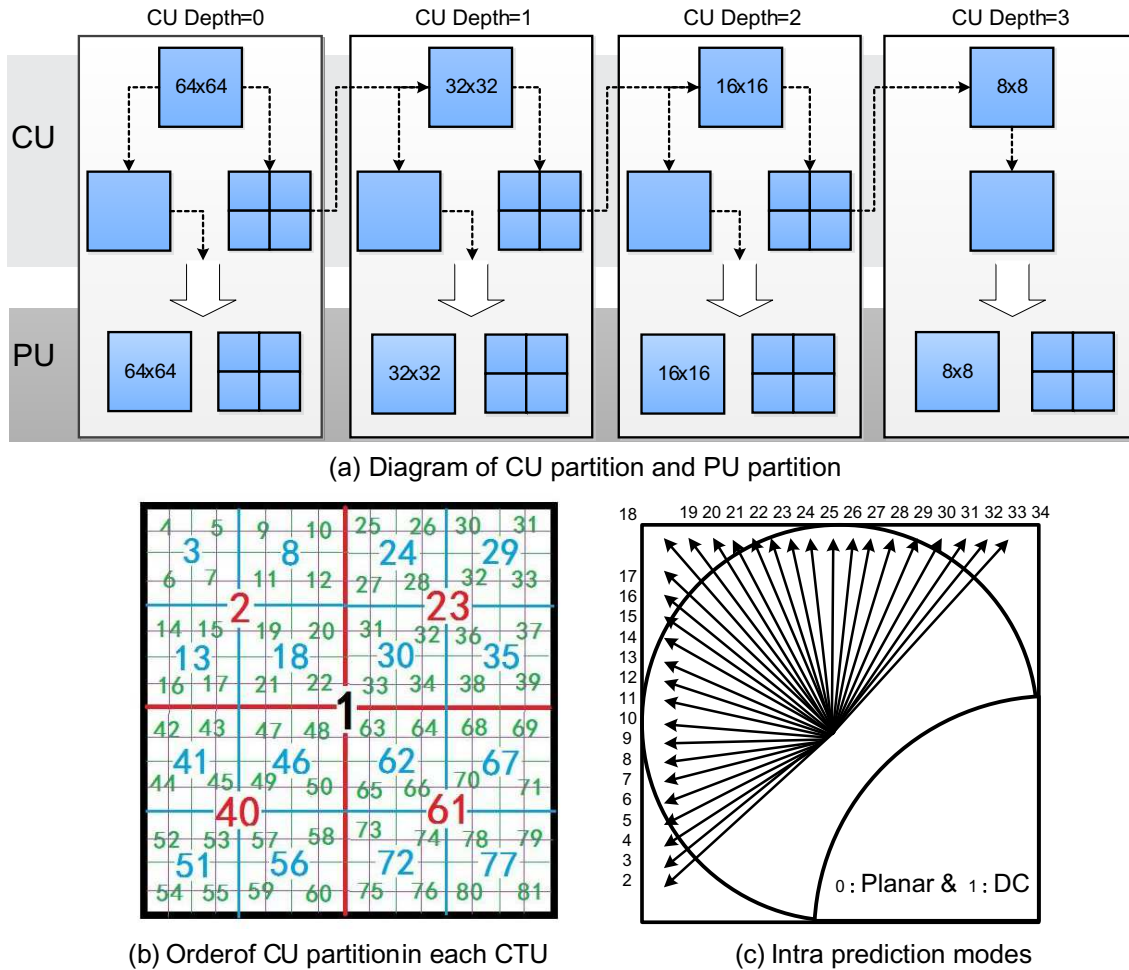 CU Depth=0
CU Depth=1
CU Depth=2
CU Depth=3
64x64
32x32
16x16
8x8
CU
PU
64x64
32x32
16x16
8x8
(a) Diagram of CU partition and PU partition
4 5 9 10 25 26 30 31
3 8 24 29
6 7 11 12 27 28 32 33
2 23
14 15 19 20 31 32 36 37
13 18 30 35
16 17 21 22 33 34 38 39
1
42 43 47 48 63 64 68 69
41 46 62 67
44 45 49 50 65 66 70 71
40 61
52 53 57 58 73 74 78 79
51 56 72 77
54 55 59 60 75 76 80 81
(b) Orderof CU partitionin each CTU
18 19 20 21 22 23 24 25 26 27 28 29 30 31 32 33 34
17
16
15
14
13
12
11
10
9
8
7
6
5
4
3
2
0 : Planar & 1 : DC
(c) Intra prediction modes